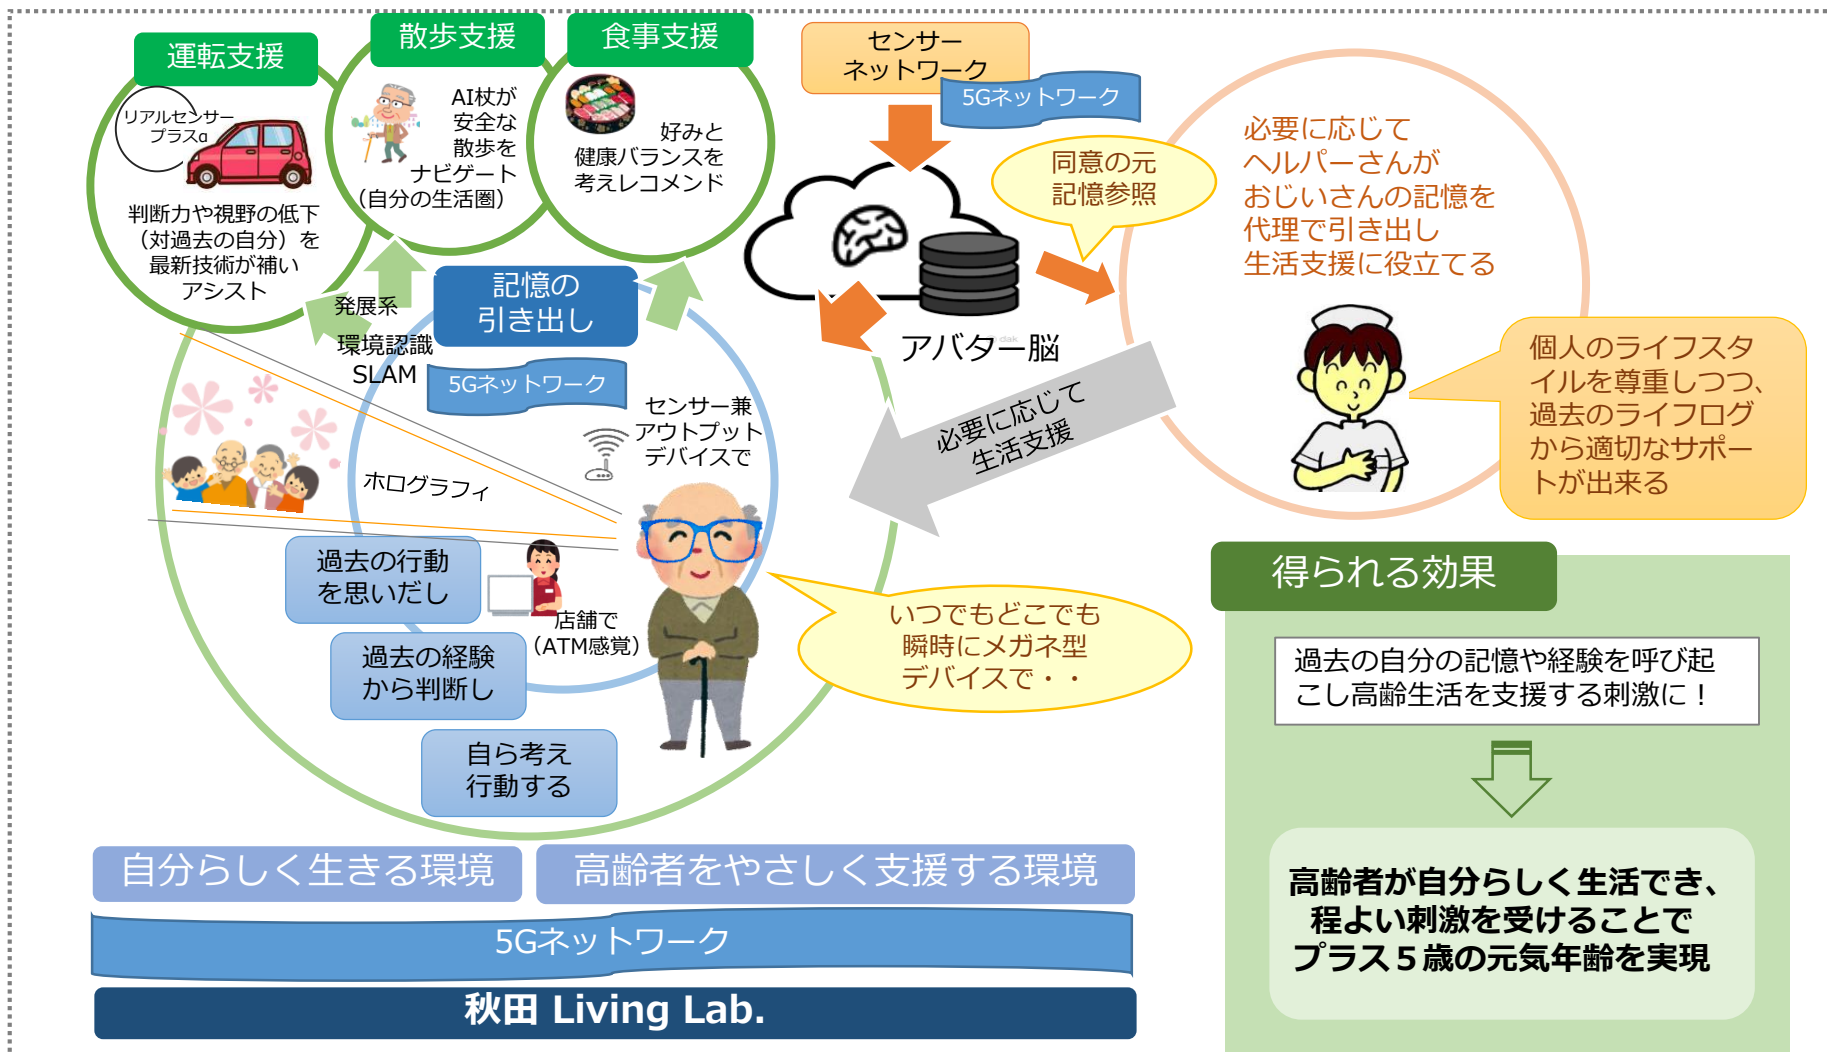 運転支援
リアルセンサー
プラスα
判断力や視野の低下
（対過去の自分）を
最新技術が補い
アシスト
散歩支援
AI杖が
安全な
散歩を
ナビゲート
（自分の生活圏）
食事支援
好みと
健康バランスを
考えレコメンド
センサー
ネットワーク
5Gネットワーク
同意の元
記憶参照
アバター脳
必要に応じて
ヘルパーさんが
おじいさんの記憶を
代理で引き出し
生活支援に役立てる
個人のライフスタ
イルを尊重しつつ、
過去のライフログ
から適切なサポー
トが出来る
必要に応じて
生活支援
発展系
環境認識
SLAM
記憶の
引き出し
5Gネットワーク
センサー兼
アウトプット
デバイスで
ホログラフィ
過去の行動
を思いだし
店舗で
（ATM感覚）
過去の経験
から判断し
自ら考え
行動する
いつでもどこでも
瞬時にメガネ型
デバイスで・・
得られる効果
過去の自分の記憶や経験を呼び起
こし高齢生活を支援する刺激に！
高齢者が自分らしく生活でき、
程よい刺激を受けることで
プラス５歳の元気年齢を実現
自分らしく生きる環境
高齢者をやさしく支援する環境
5Gネットワーク
秋田 Living Lab.